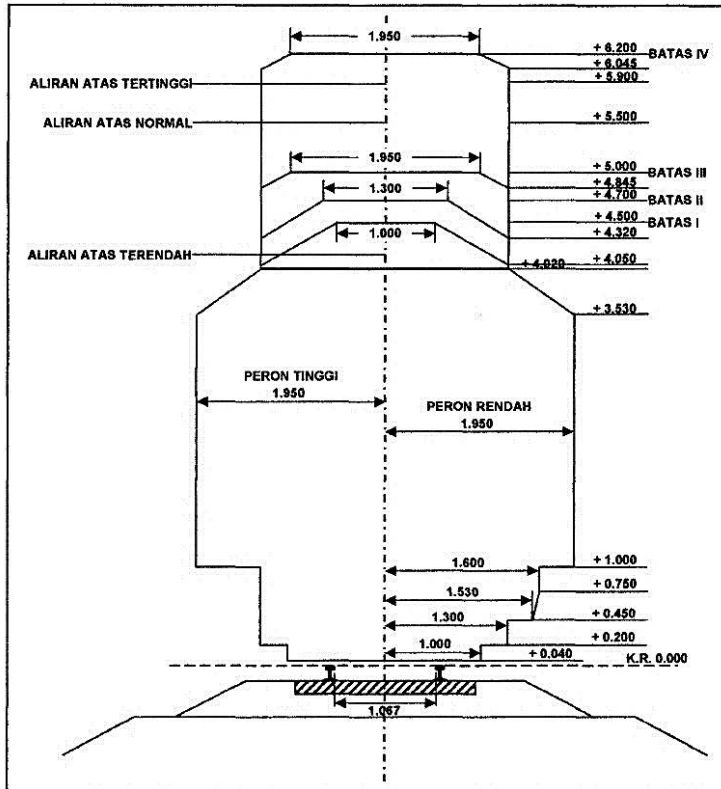 1.950
+ 6.200 BATAS IV
+ 6.045
+ 5.900
ALIRAN ATAS TERTINGGI
ALIRAN ATAS NORMAL
+ 5.500
1.950
+ 5.000 BATAS III
+ 4.845
1.300
+ 4.700 BATAS II
+ 4.500 BATAS I
1.000
+ 4.320
ALIRAN ATAS TERENDAH
+ 4.050
+ 4.020
+ 3.530
PERON TINGGI
1.950
PERON RENDAH
1.950
1.600
+ 1.000
1.530
+ 0.750
1.300
+ 0.450
1.000
+ 0.200
+ 0.040
K.R. 0.000
1.067